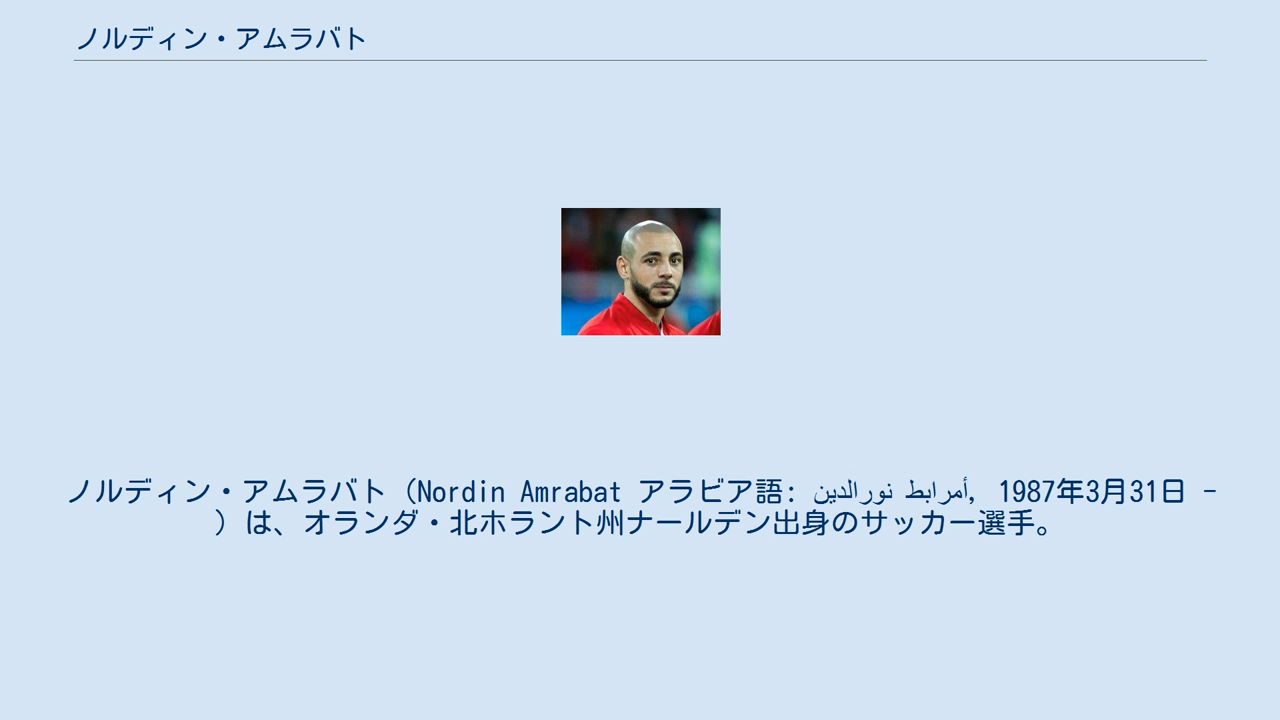 ノルディン・アムラバト
ノルディン・アムラバト（Nordin Amrabat アラビア語: نور الدين أمرابط, 1987年3月31日 -
）は、オランダ・北ホラント州ナールデン出身のサッカー選手。